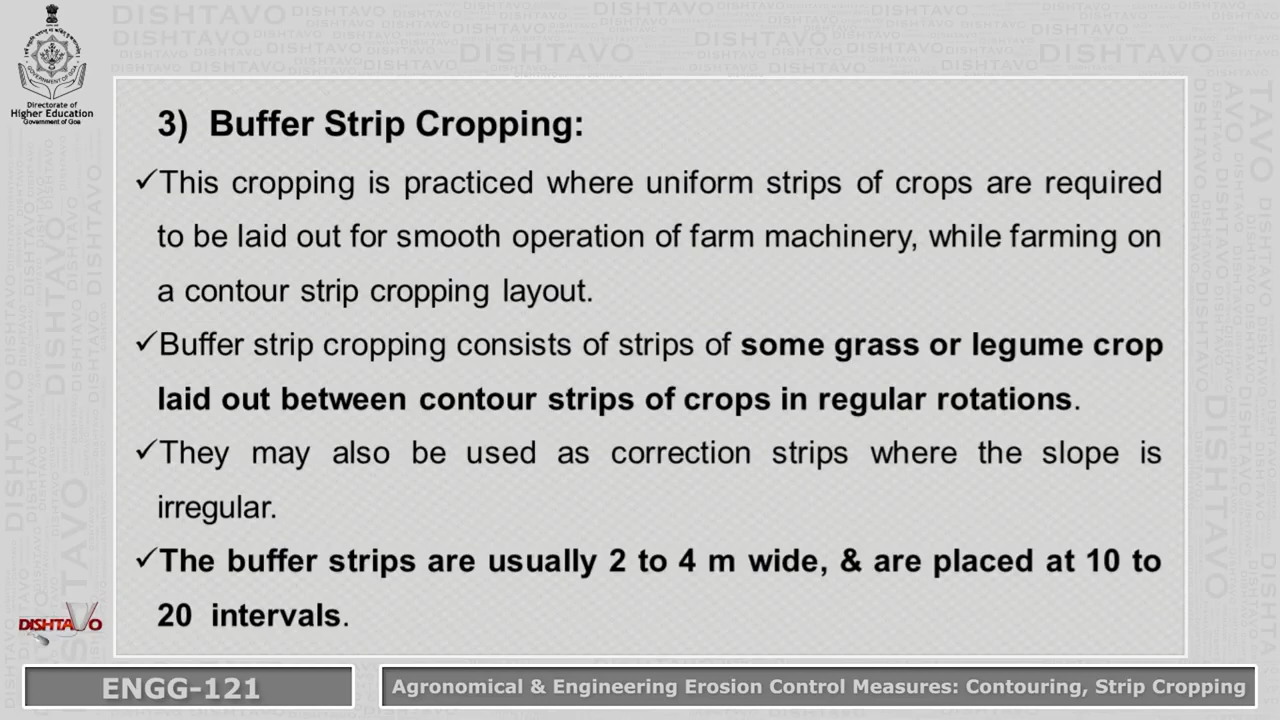 Directorate of
Higher Education
Government of Goa
3) Buffer Strip Cropping:
✓This cropping is practiced where uniform strips of crops are required
to be laid out for smooth operation of farm machinery, while farming on
a contour strip cropping layout.
✓Buffer strip cropping consists of strips of some grass or legume crop
laid out between contour strips of crops in regular rotations.
✓They may also be used as correction strips where the slope is
irregular.
✓The buffer strips are usually 2 to 4 m wide, & are placed at 10 to
20 intervals.
DISHTAVO
ENGG-121
Agronomical & Engineering Erosion Control Measures: Contouring, Strip Cropping